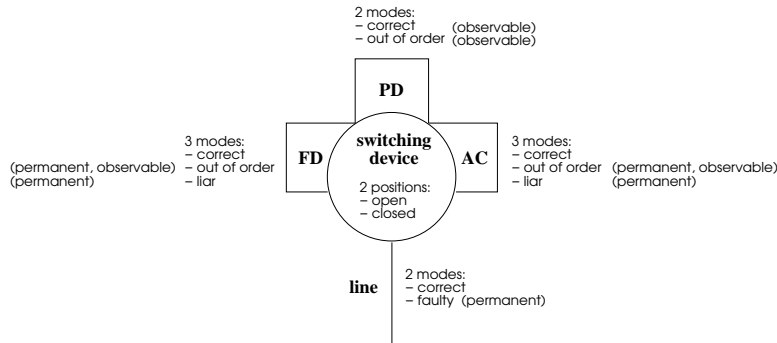 2 modes:
– correct (observable)
– out of order (observable)
PD
switching
device
2 positions:
– open
– closed
FD
3 modes:
– correct
(permanent, observable) – out of order
(permanent) – liar
AC
3 modes:
– correct
– out of order (permanent, observable)
– liar (permanent)
line
2 modes:
– correct
– faulty (permanent)